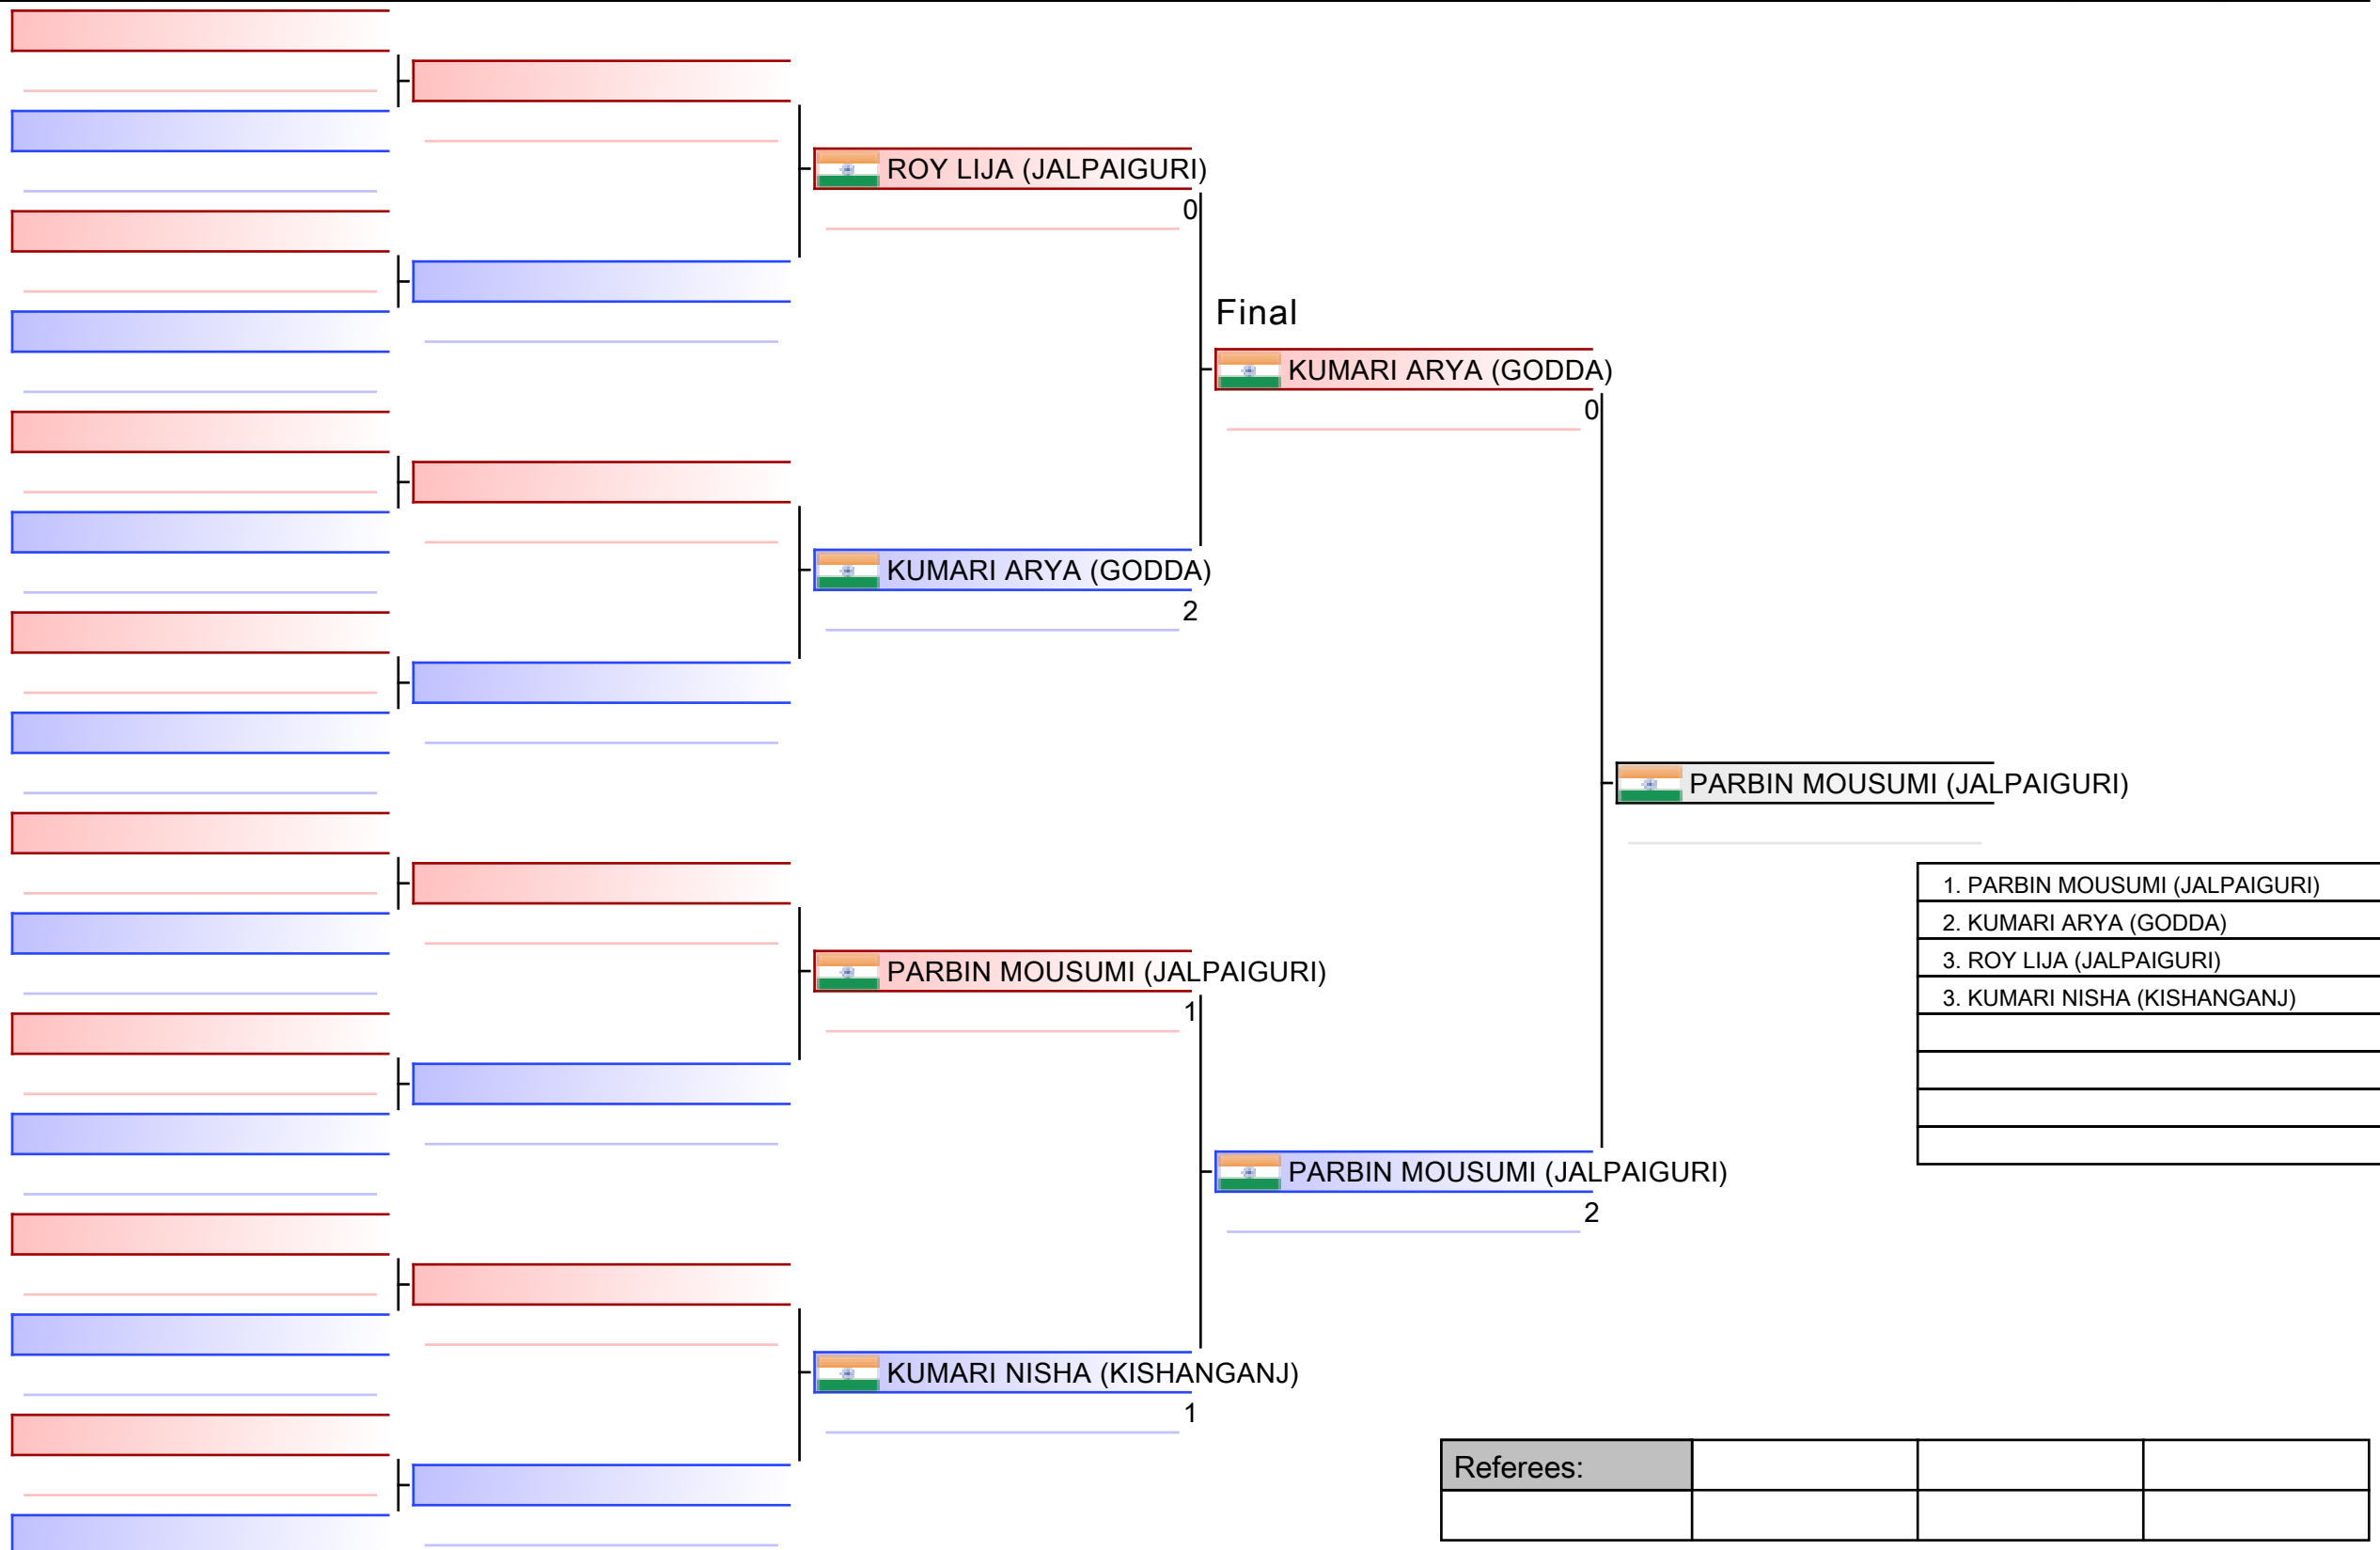 ROY LIJA (JALPAIGURI)
0
Final
KUMARI ARYA (GODDA)
0
KUMARI ARYA (GODDA)
2
PARBIN MOUSUMI (JALPAIGURI)
1. PARBIN MOUSUMI (JALPAIGURI)
2. KUMARI ARYA (GODDA)
3. ROY LIJA (JALPAIGURI)
3. KUMARI NISHA (KISHANGANJ)
PARBIN MOUSUMI (JALPAIGURI)
1
PARBIN MOUSUMI (JALPAIGURI)
2
KUMARI NISHA (KISHANGANJ)
1
Referees: